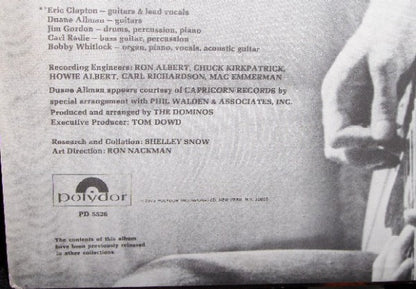 *Eric Clapton – guitars & lead vocals
Duane Allman – guitars
Jim Gordon – drums, percussion, piano
Carl Radle – bass guitar, percussion
Bobby Whitlock – organ, piano, vocals, acoustic guitar
Recording Engineers: RON ALBERT, CHUCK KIRKPATRICK,
HOWIE ALBERT, CARL RICHARDSON, MAC EMMERMAN
Duane Allman appears courtesy of CAPRICORN RECORDS by
special arrangement with PHIL WALDEN & ASSOCIATES, INC.
Produced and arranged by THE DOMINOS
Executive Producer: TOM DOWD
Research and Collation: SHELLEY SNOW
Art Direction: RON NACKMAN
polydor
POLYDOR INCORPORATED, NEW YORK, N.Y.
PD 5526
The contents of this album
have been previously released
in other collections.